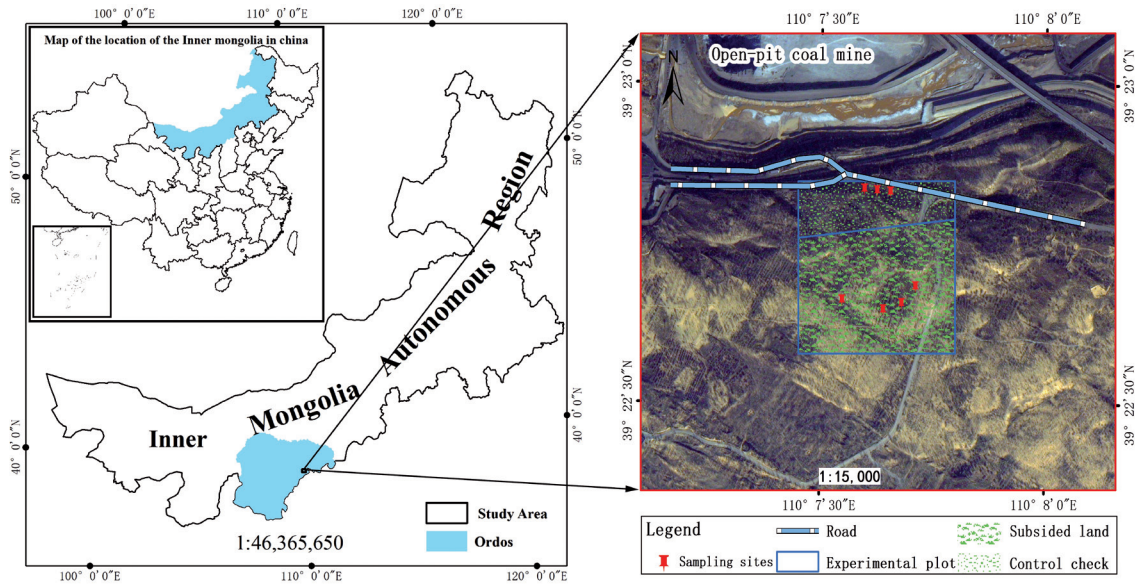 100° 0′ 0″N
110° 0′ 0″N
120° 0′ 0″N
Map of the location of the Inner mongolia in china
50° 0′ 0″N
40° 0′ 0″N
50° 0′ 0″N
40° 0′ 0″N
Inner Mongolia Autonomous Region
Study Area
Ordos
1:46,365,650
100° 0′ 0″N
110° 0′ 0″N
120° 0′ 0″N
110° 7′ 30″N
110° 8′ 0″N
Open-pit coal mine
N
39° 23′ 0″N
39° 22′ 30″N
39° 23′ 0″N
39° 22′ 30″N
1:15,000
110° 7′ 30″N
110° 8′ 0″N
Legend
Road
Subsided land
Sampling sites
Experimental plot
Control check